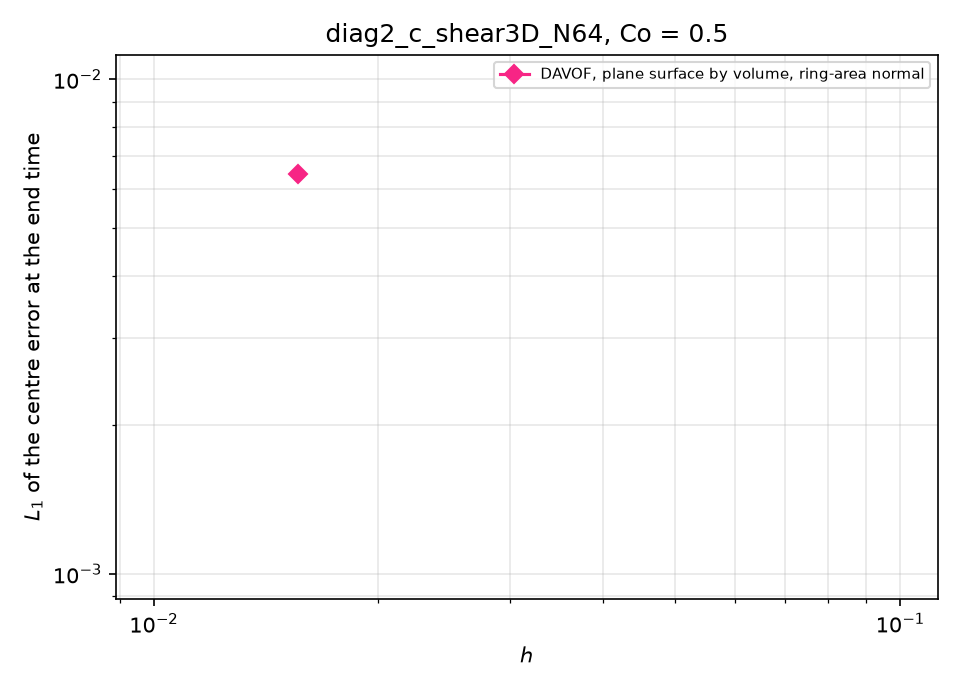 diag2_c_shear3D_N64, Co = 0.5
DAVOF, plane surface by volume, ring-area normal
L₁ of the centre error at the end time
10⁻²
10⁻³
10⁻²
10⁻¹
h